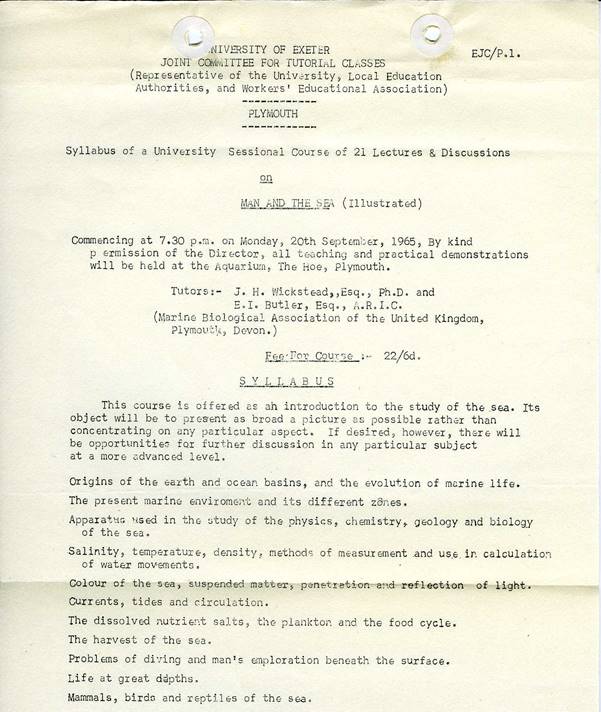 UNIVERSITY OF EXETER
EJC/P.1.
JOINT COMMITTEE FOR TUTORIAL CLASSES
(Representative of the University, Local Education
Authorities, and Workers' Educational Association)
------------
PLYMOUTH
------------
Syllabus of a University Sessional Course of 21 Lectures & Discussions
on
MAN AND THE SEA (Illustrated)
Commencing at 7.30 p.m. on Monday, 20th September, 1965, By kind
p ermission of the Director, all teaching and practical demonstrations
will be held at the Aquarium, The Hoe, Plymouth.
Tutors:- J. H. Wickstead,,Esq., Ph.D. and
E.I. Butler, Esq., A.R.I.C.
(Marine Biological Association of the United Kingdom,
Plymouth, Devon.)
Fee For Course :- 22/6d.
S Y L L A B U S
This course is offered as an introduction to the study of the sea. Its
object will be to present as broad a picture as possible rather than
concentrating on any particular aspect. If desired, however, there will
be opportunities for further discussion in any particular subject
at a more advanced level.
Origins of the earth and ocean basins, and the evolution of marine life.
The present marine enviroment and its different zones.
Apparatus used in the study of the physics, chemistry, geology and biology
of the sea.
Salinity, temperature, density, methods of measurement and use in calculation
of water movements.
Colour of the sea, suspended matter, penetration and reflection of light.
Currents, tides and circulation.
The dissolved nutrient salts, the plankton and the food cycle.
The harvest of the sea.
Problems of diving and man's emploration beneath the surface.
Life at great depths.
Mammals, birds and reptiles of the sea.